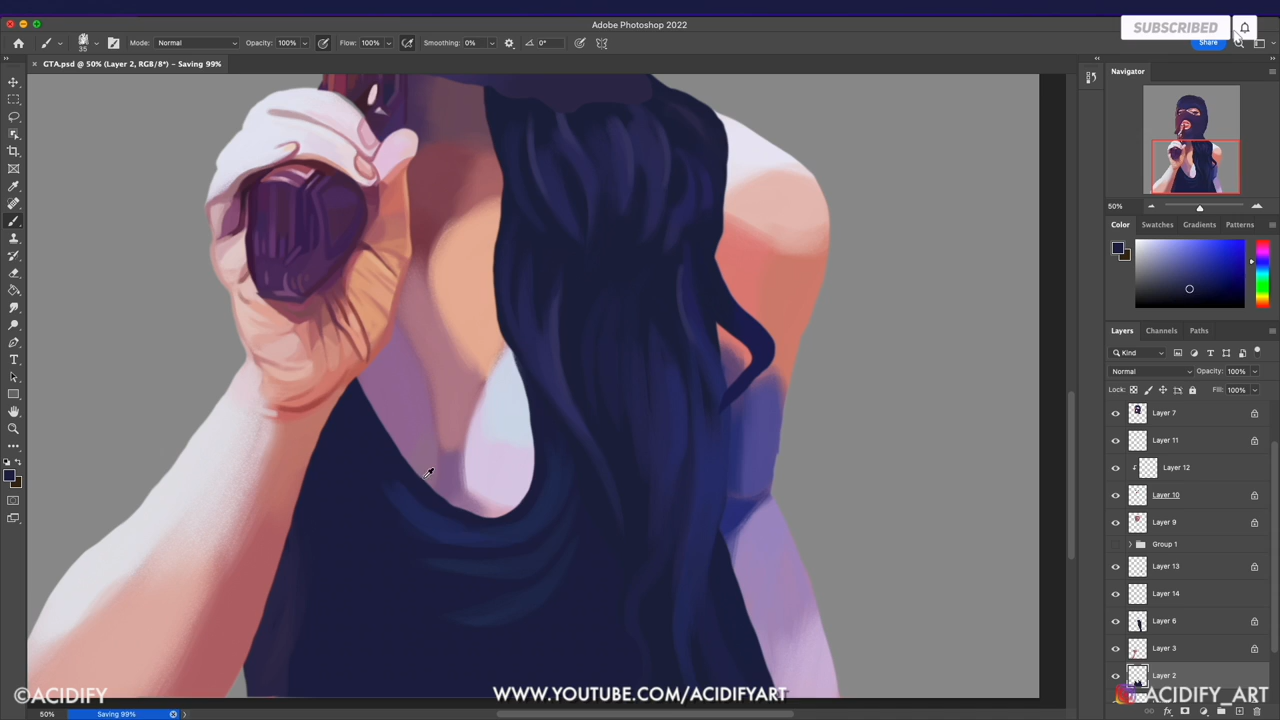 Adobe Photoshop 2022
SUBSCRIBED
35
Mode: Normal
Opacity: 100%
Flow: 100%
Smoothing: 0%
0°
Share
GTA.psd @ 50% (Layer 2, RGB/8*) – Saving 99%
Navigator
50%
Color
Swatches
Gradients
Patterns
Layers
Channels
Paths
Kind
Normal
Opacity: 100%
Lock:
Fill: 100%
Layer 7
Layer 11
Layer 12
Layer 10
Layer 9
Group 1
Layer 13
Layer 14
Layer 6
Layer 3
Layer 2
©ACIDIFY
WWW.YOUTUBE.COM/ACIDIFYART
ACIDIFY_ART
50%
Saving 99%